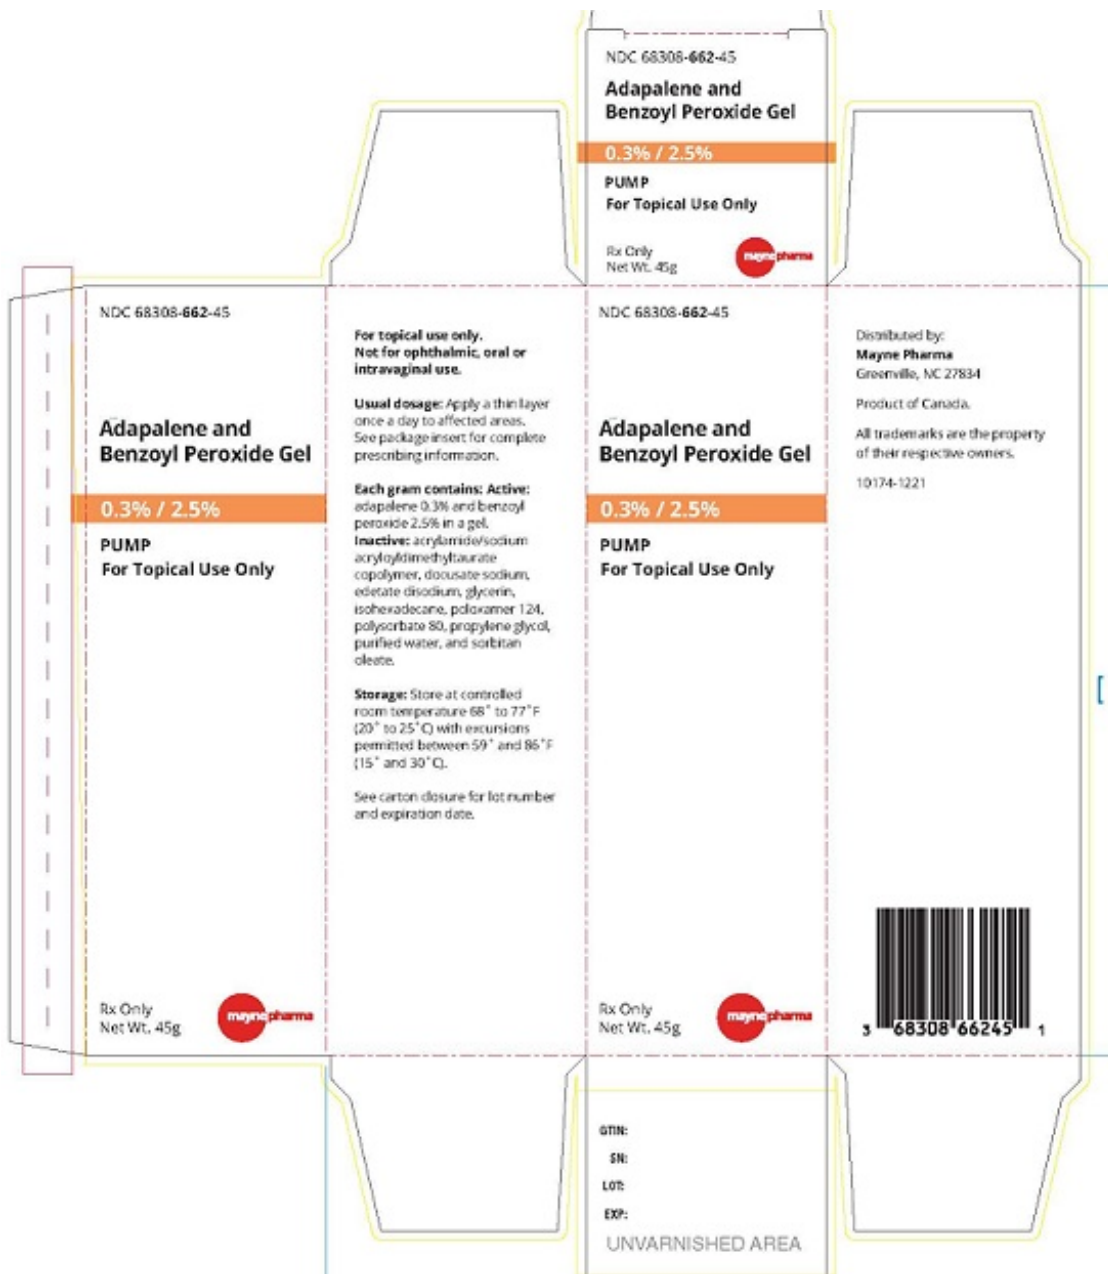 NDC 68308-662-45
Adapalene and
Benzoyl Peroxide Gel
0.3% / 2.5%
PUMP
For Topical Use Only
Rx Only
Net Wt. 45g
maynepharma
NDC 68308-662-45
Adapalene and
Benzoyl Peroxide Gel
0.3% / 2.5%
PUMP
For Topical Use Only
Rx Only
Net Wt. 45g
maynepharma
For topical use only.
Not for ophthalmic, oral or
intravaginal use.
Usual dosage: Apply a thin layer
once a day to affected areas.
See package insert for complete
prescribing information.
Each gram contains: Active:
adapalene 0.3% and benzoyl
peroxide 2.5% in a gel.
Inactive: acrylamide/sodium
acryloyldimethyltaurate
copolymer, docusate sodium,
edetate disodium, glycerin,
isohexadecane, poloxamer 124,
polysorbate 80, propylene glycol,
purified water, and sorbitan
oleate.
Storage: Store at controlled
room temperature 68˚ to 77˚F
(20˚ to 25˚C) with excursions
permitted between 59˚ and 86˚F
(15˚ and 30˚C).
See carton closure for lot number
and expiration date.
NDC 68308-662-45
Adapalene and
Benzoyl Peroxide Gel
0.3% / 2.5%
PUMP
For Topical Use Only
Rx Only
Net Wt. 45g
maynepharma
Distributed by:
Mayne Pharma
Greenville, NC 27834
Product of Canada.
All trademarks are the property
of their respective owners.
10174-1221
3 68308 66245 1
GTIN:
SN:
LOT:
EXP:
UNVARNISHED AREA